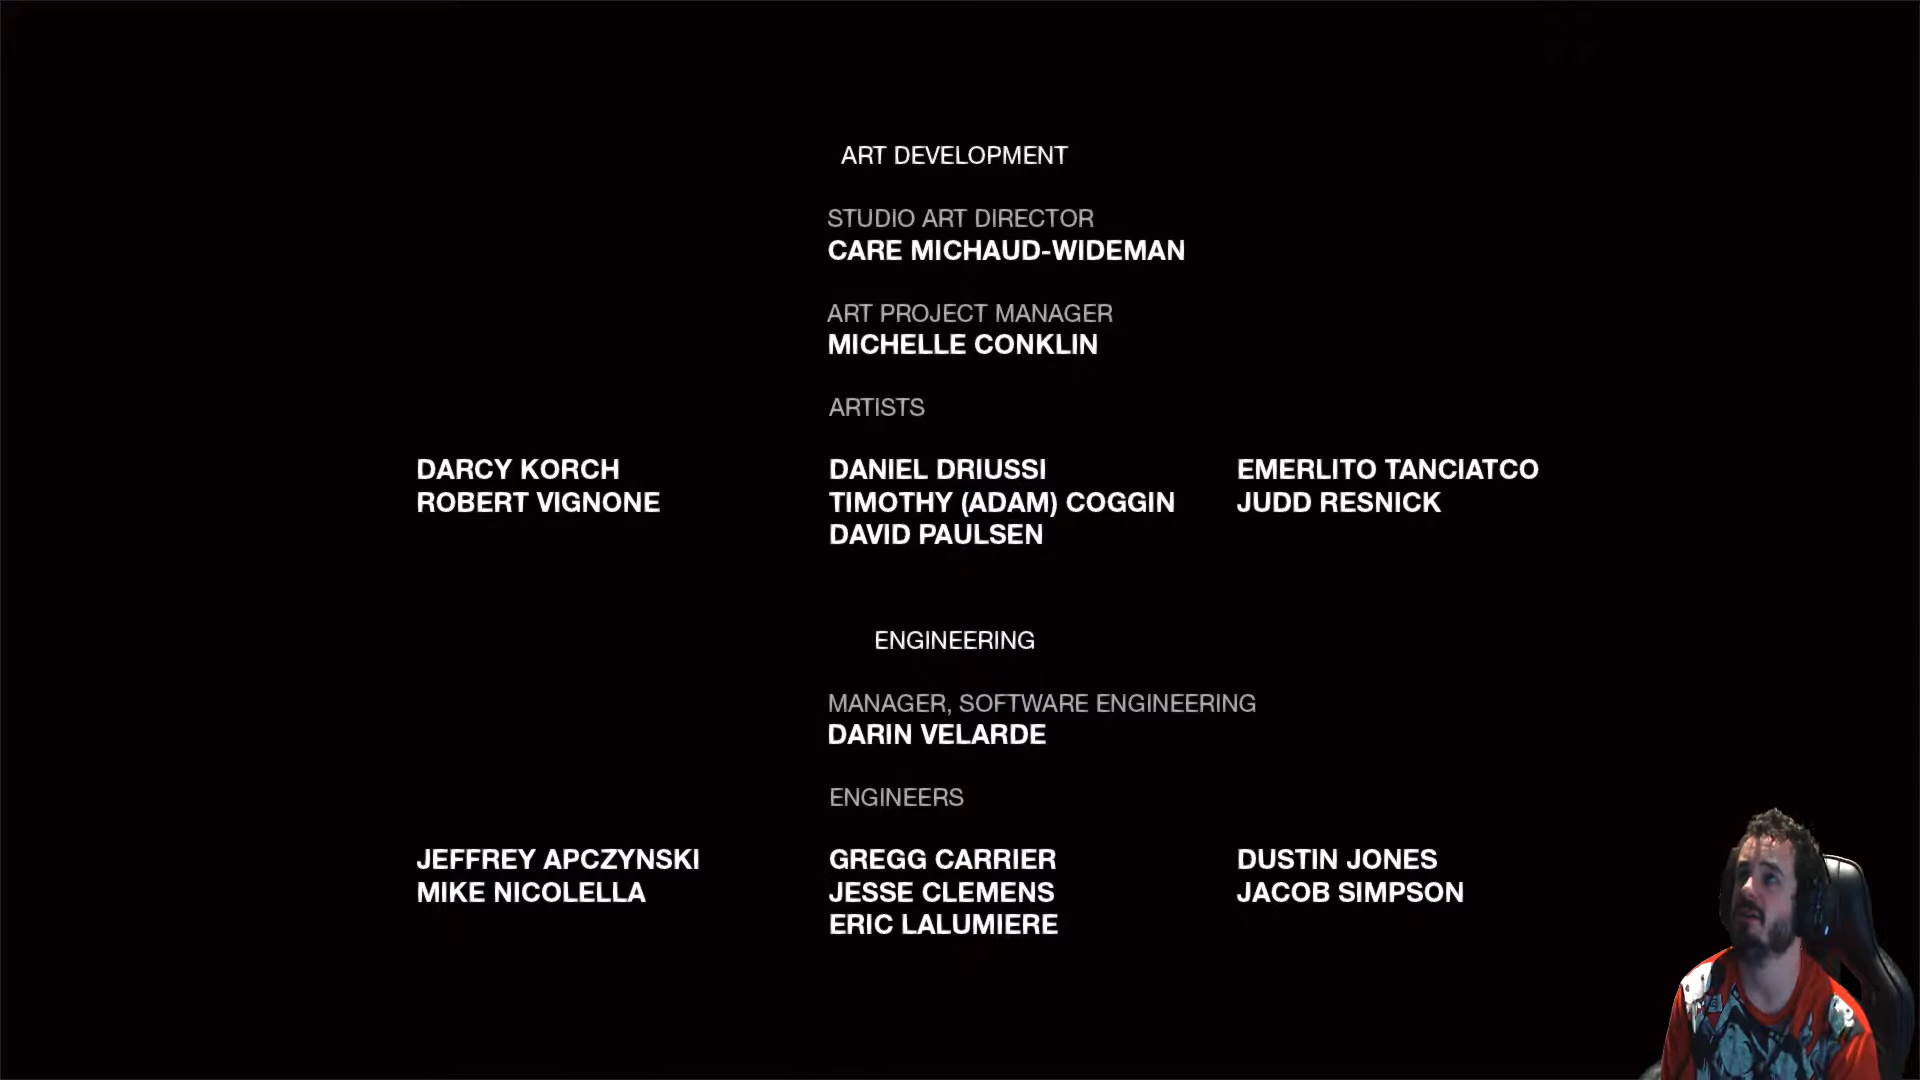 ART DEVELOPMENT
STUDIO ART DIRECTOR
CARE MICHAUD-WIDEMAN
ART PROJECT MANAGER
MICHELLE CONKLIN
ARTISTS
DARCY KORCH DANIEL DRIUSSI EMERLITO TANCIATCO
ROBERT VIGNONE TIMOTHY (ADAM) COGGIN JUDD RESNICK
DAVID PAULSEN
ENGINEERING
MANAGER, SOFTWARE ENGINEERING
DARIN VELARDE
ENGINEERS
JEFFREY APCZYNSKI GREGG CARRIER DUSTIN JONES
MIKE NICOLELLA JESSE CLEMENS JACOB SIMPSON
ERIC LALUMIERE